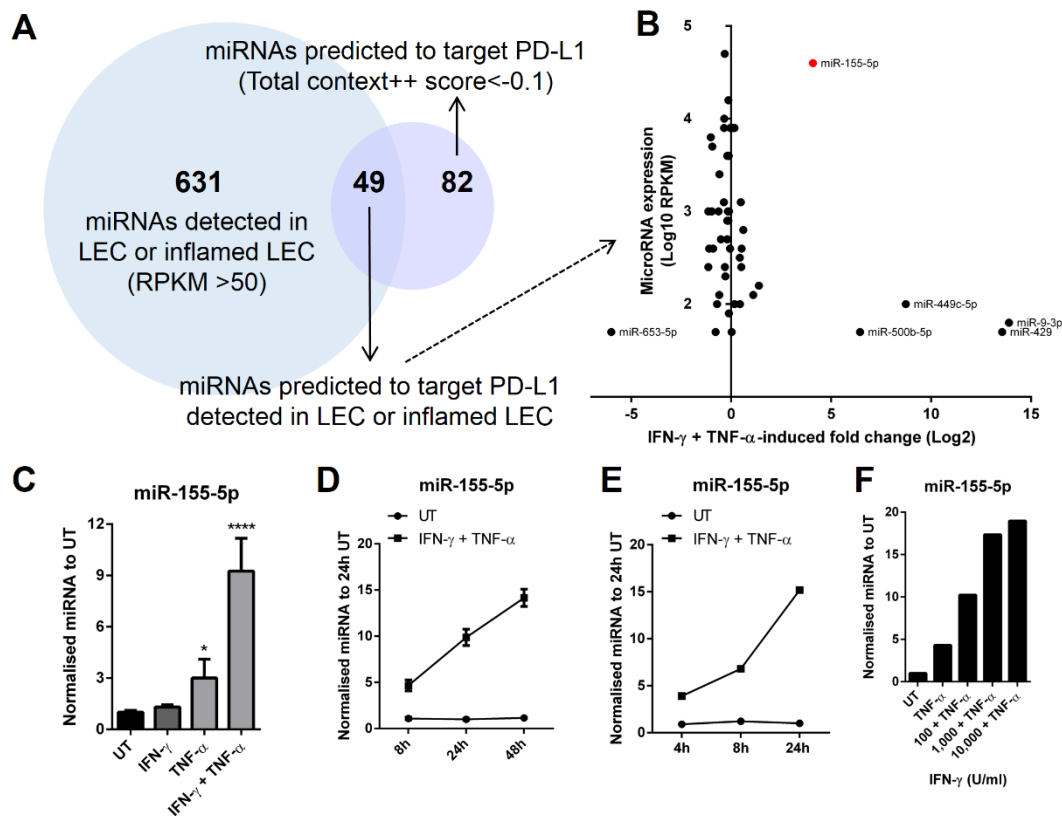 A
miRNAs predicted to target PD-L1
(Total context++ score<-0.1)
631
49
82
miRNAs detected in
LEC or inflamed LEC
(RPKM >50)
miRNAs predicted to target PD-L1
detected in LEC or inflamed LEC
B
MicroRNA expression
(Log10 RPKM)
5
4
3
2
-5
0
5
10
15
miR-155-5p
miR-449c-5p
miR-9-3p
miR-653-5p
miR-500b-5p
miR-429
IFN-γ + TNF-α-induced fold change (Log2)
C
miR-155-5p
Normalised miRNA to UT
12
9
6
3
0
*
****
UT
IFN-γ
TNF-α
IFN-γ + TNF-α
D
miR-155-5p
UT
IFN-γ + TNF-α
Normalised miRNA to 24h UT
20
15
10
5
0
8h
24h
48h
E
miR-155-5p
UT
IFN-γ + TNF-α
Normalised miRNA to 24h UT
20
15
10
5
0
4h
8h
24h
F
miR-155-5p
Normalised miRNA to UT
20
15
10
5
0
UT
TNF-α
100 + TNF-α
1,000 + TNF-α
10,000 + TNF-α
IFN-γ (U/ml)